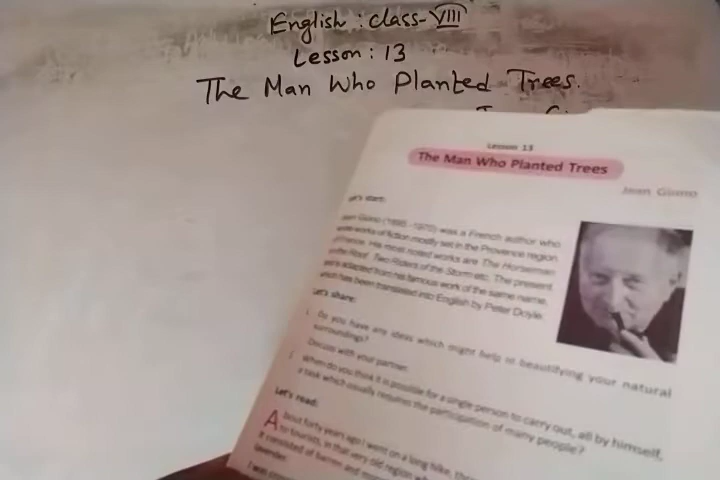 English : class-VIII
Lesson : 13
The Man Who Planted Trees.
Lesson 13
The Man Who Planted Trees
Jean Giono
Let's start:
Jean Giono (1895 -1970) was a French author who
wrote works of fiction mostly set in the Provence region
of France. His most noted works are The Horseman
on the Roof, Two Riders of the Storm etc. The present
text is adapted from his famous work of the same name,
which has been translated into English by Peter Doyle.
Let's share:
Do you have any ideas which might help in beautifying your natural
surroundings?
Discuss with your partner.
When do you think it is possible for a single person to carry out, all by himself,
a task which usually requires the participation of many people?
Let's read:
About forty years ago I went on a long hike, thro
to tourists, in that very old region wh
It consisted of barren and
lavender.
I was